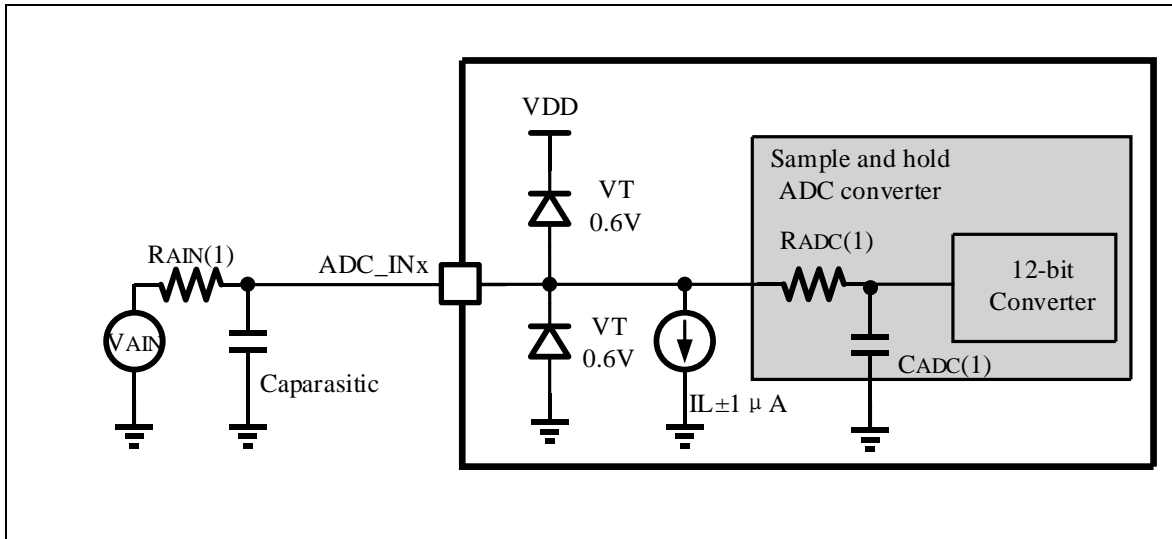 VDD
Sample and hold
ADC converter
VT
0.6V
RAIN(1)
ADC_INx
RADC(1)
12-bit
Converter
VAIN
VT
0.6V
Caparasitic
CADC(1)
IL±1 μA